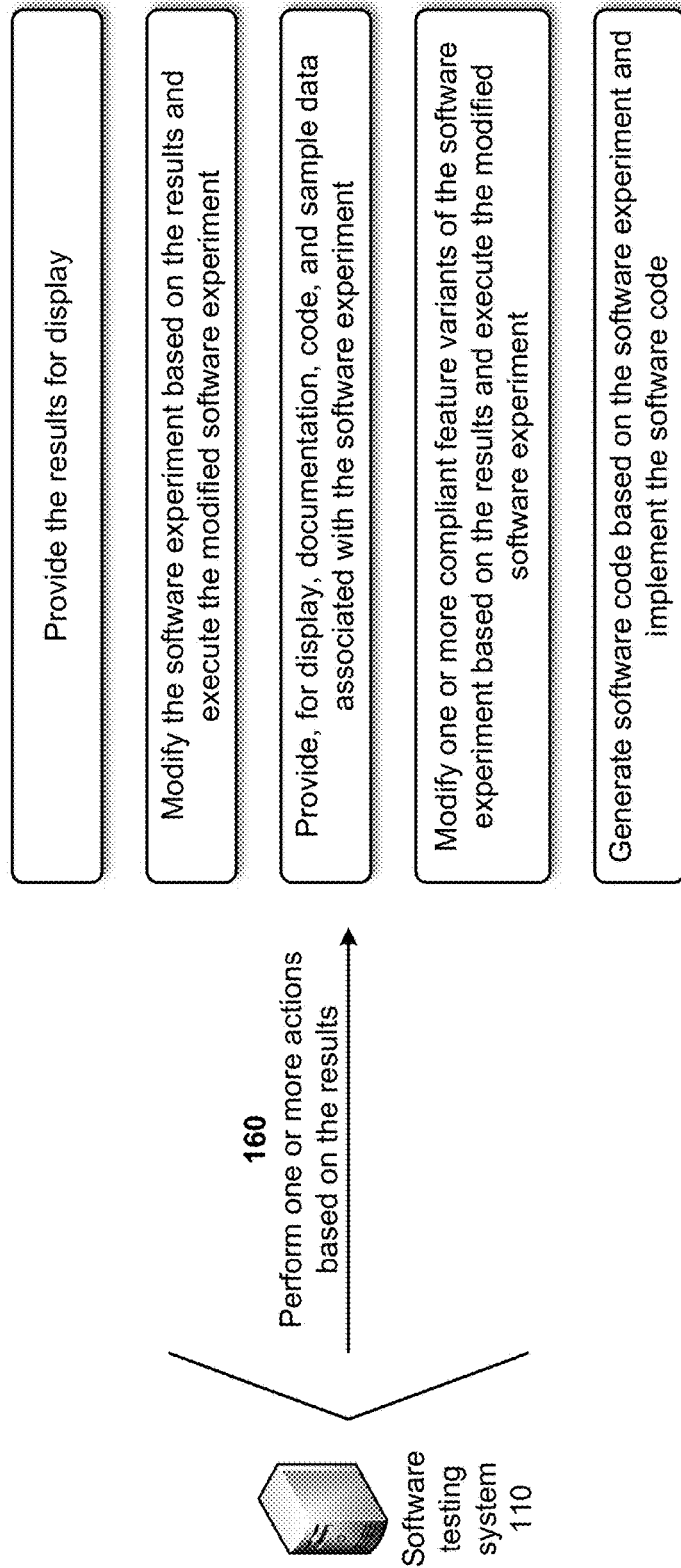 Software
testing
system
110
160
Perform one or more actions
based on the results
Provide the results for display
Modify the software experiment based on the results and
execute the modified software experiment
Provide, for display, documentation, code, and sample data
associated with the software experiment
Modify one or more compliant feature variants of the software
experiment based on the results and execute the modified
software experiment
Generate software code based on the software experiment and
implement the software code